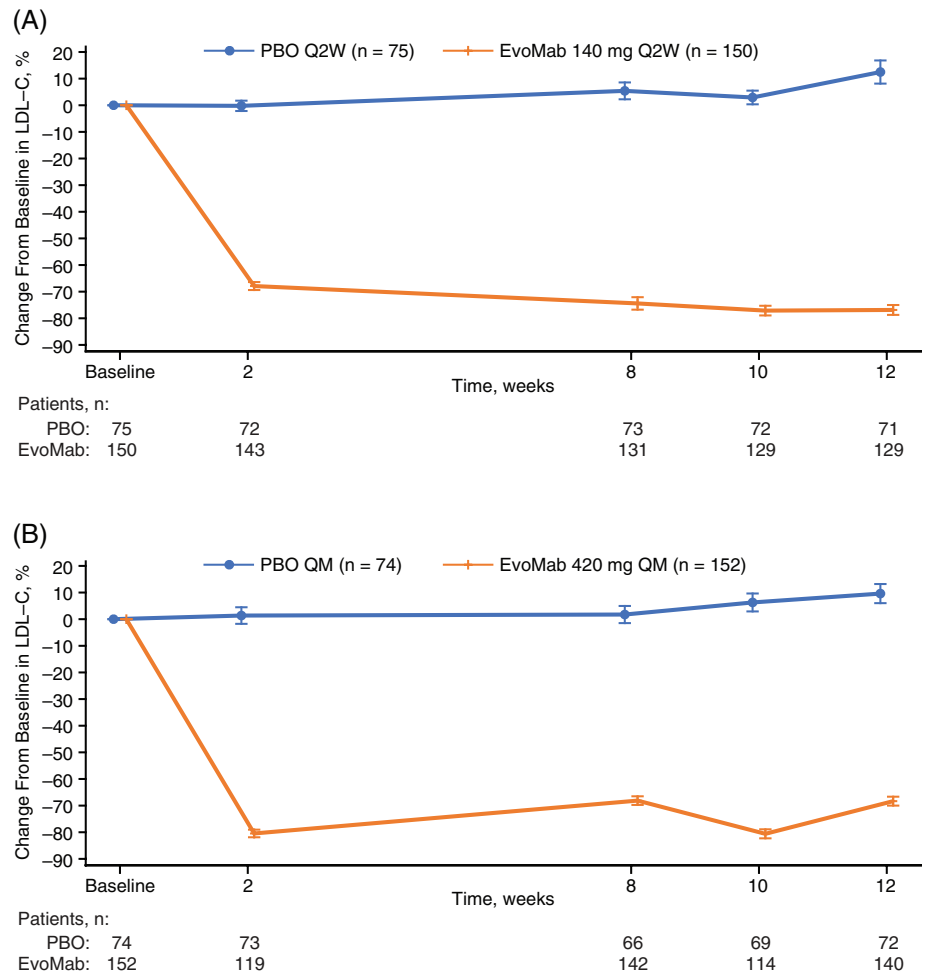 (A)
PBO Q2W (n = 75) EvoMab 140 mg Q2W (n = 150)
Change From Baseline in LDL–C, %
20
10
0
–10
–20
–30
–40
–50
–60
–70
–80
–90
Baseline 2 8 10 12
Time, weeks
Patients, n:
PBO: 75 72 73 72 71
EvoMab: 150 143 131 129 129
(B)
PBO QM (n = 74) EvoMab 420 mg QM (n = 152)
Change From Baseline in LDL–C, %
20
10
0
–10
–20
–30
–40
–50
–60
–70
–80
–90
Baseline 2 8 10 12
Time, weeks
Patients, n:
PBO: 74 73 66 69 72
EvoMab: 152 119 142 114 140